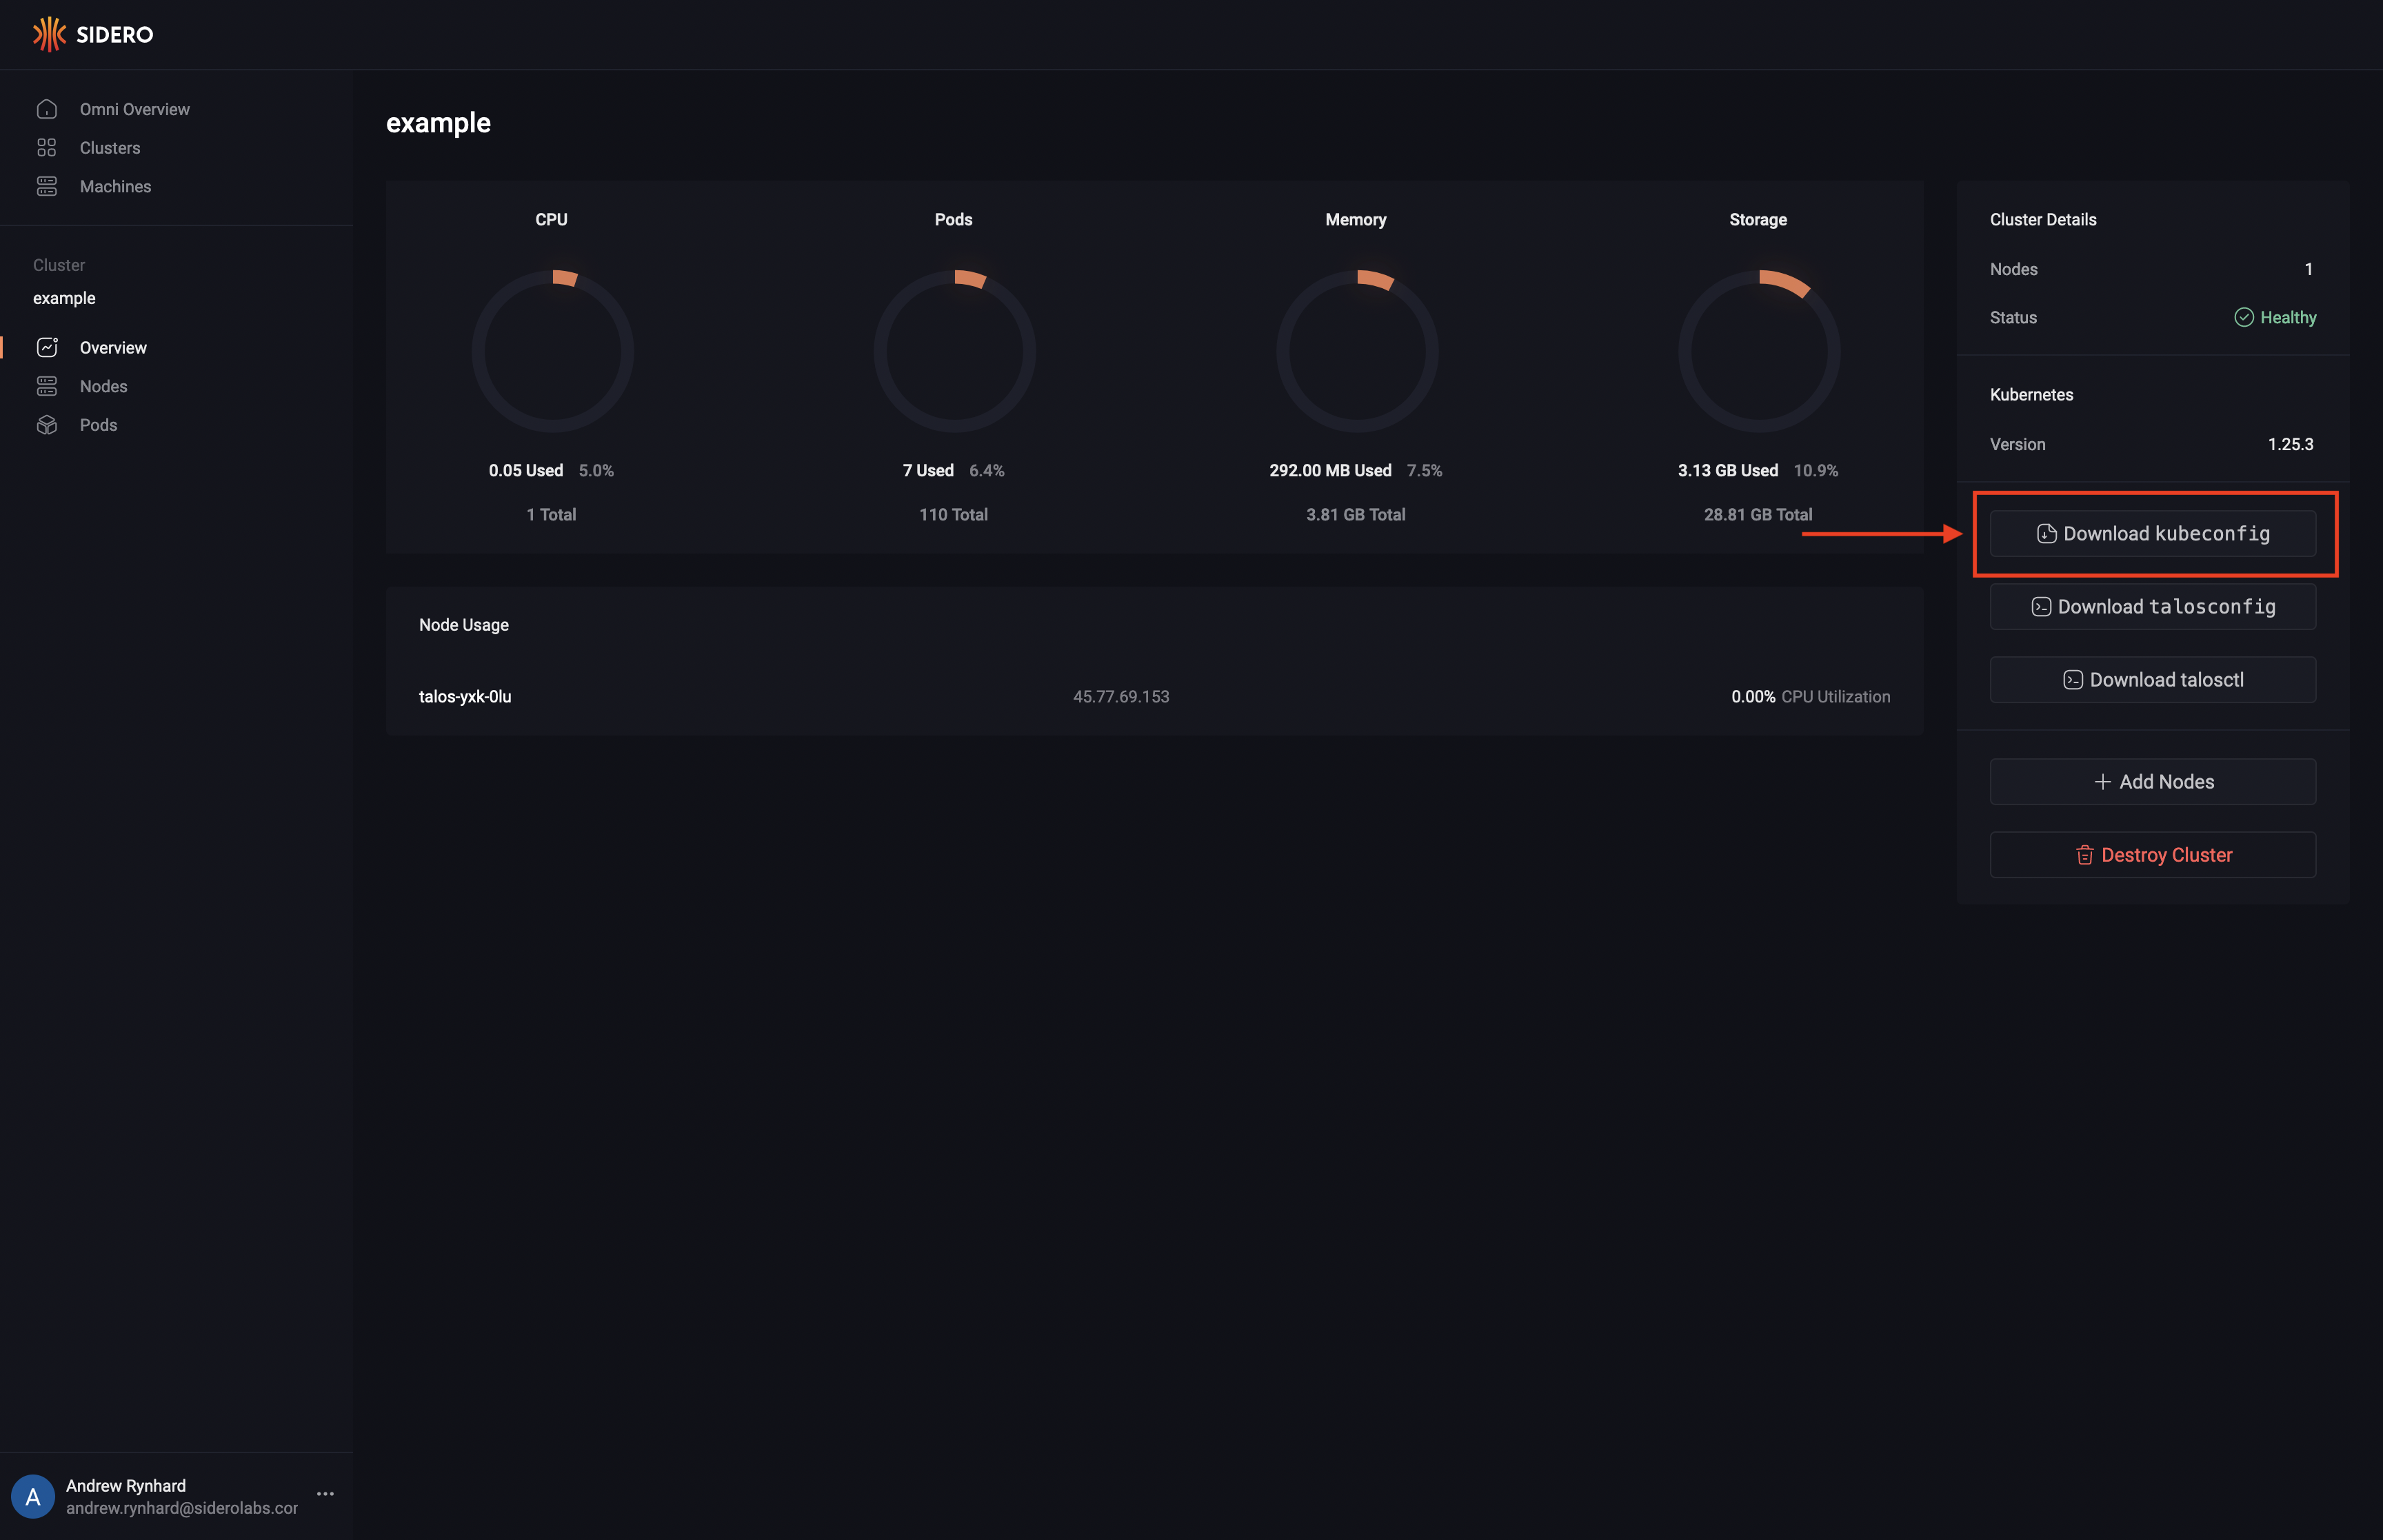 SIDERO
Omni Overview
Clusters
Machines
Cluster
example
Overview
Nodes
Pods
Andrew Rynhard
andrew.rynhard@siderolabs.cor
A
example
CPU
0.05 Used 5.0%
1 Total
Pods
7 Used 6.4%
110 Total
Memory
292.00 MB Used 7.5%
3.81 GB Total
Storage
3.13 GB Used 10.9%
28.81 GB Total
Node Usage
talos-yxk-0lu 45.77.69.153 0.00% CPU Utilization
Cluster Details
Nodes 1
Status Healthy
Kubernetes
Version 1.25.3
Download kubeconfig
Download talosconfig
Download talosctl
Add Nodes
Destroy Cluster